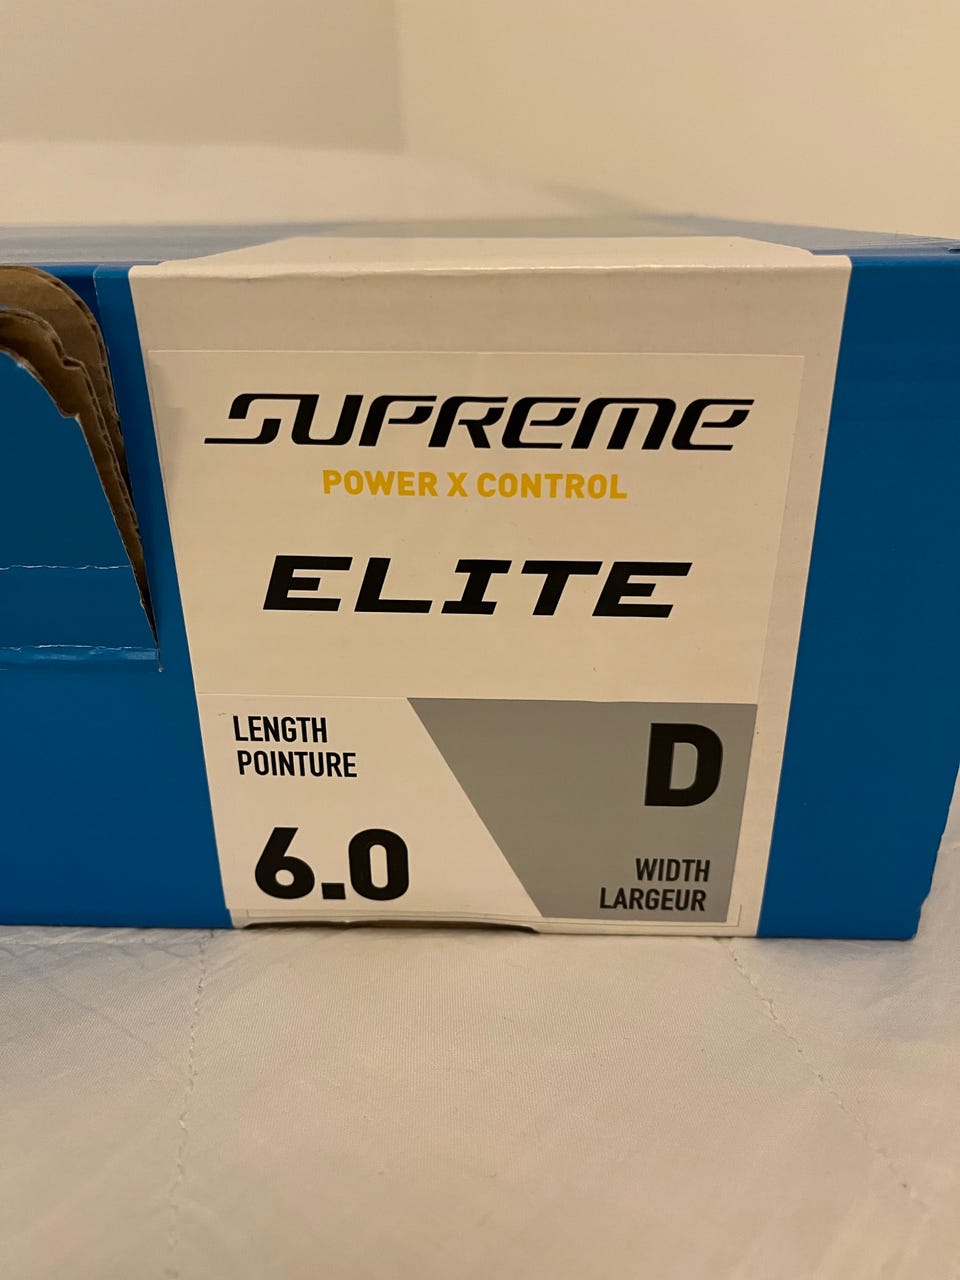 SUPREME
POWER X CONTROL
ELITE
LENGTH
POINTURE
6.0
D
WIDTH
LARGEUR